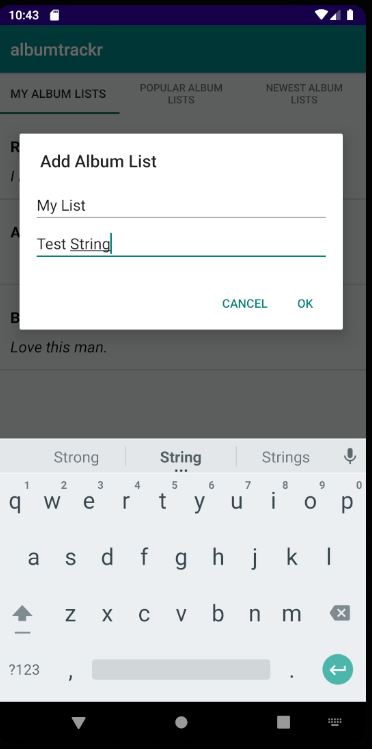 10:43
albumtrackr
MY ALBUM LISTS
POPULAR ALBUM
LISTS
NEWEST ALBUM
LISTS
R
I
A
B
Love this man.
Add Album List
My List
Test String
CANCEL
OK
Strong String Strings
1 2 3 4 5 6 7 8 9 0
q w e r t y u i o p
a s d f g h j k l
z x c v b n m
?123 , .